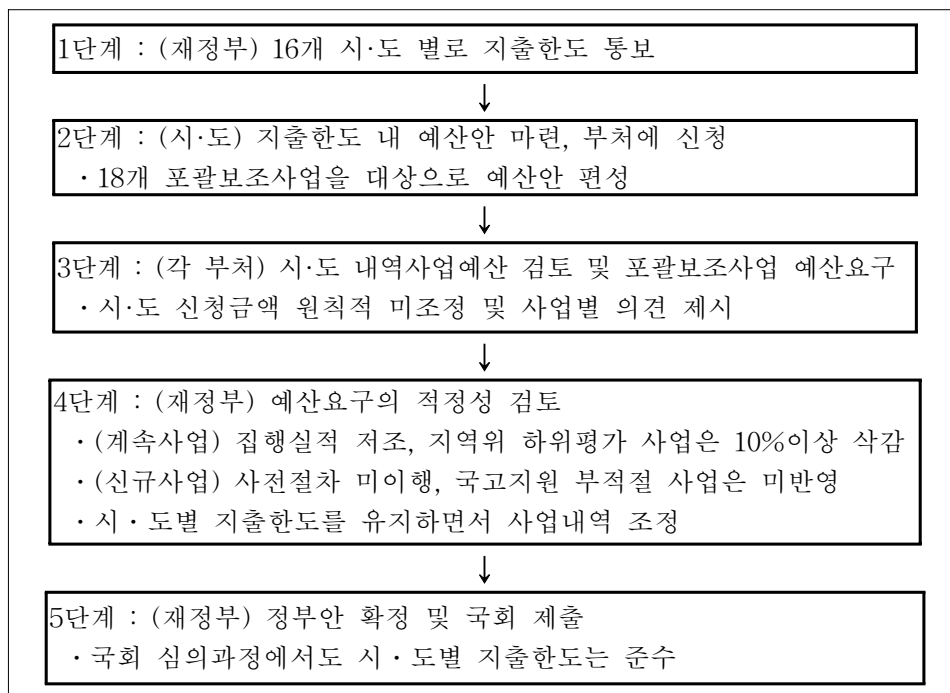 1단계 : (재정부) 16개 시·도 별로 지출한도 통보
↓
2단계 : (시·도) 지출한도 내 예산안 마련, 부처에 신청
· 18개 포괄보조사업을 대상으로 예산안 편성
↓
3단계 : (각 부처) 시·도 내역사업예산 검토 및 포괄보조사업 예산요구
· 시·도 신청금액 원칙적 미조정 및 사업별 의견 제시
↓
4단계 : (재정부) 예산요구의 적정성 검토
· (계속사업) 집행실적 저조, 지역위 하위평가 사업은 10%이상 삭감
· (신규사업) 사전절차 미이행, 국고지원 부적절 사업은 미반영
· 시 · 도별 지출한도를 유지하면서 사업내역 조정
↓
5단계 : (재정부) 정부안 확정 및 국회 제출
· 국회 심의과정에서도 시 · 도별 지출한도는 준수